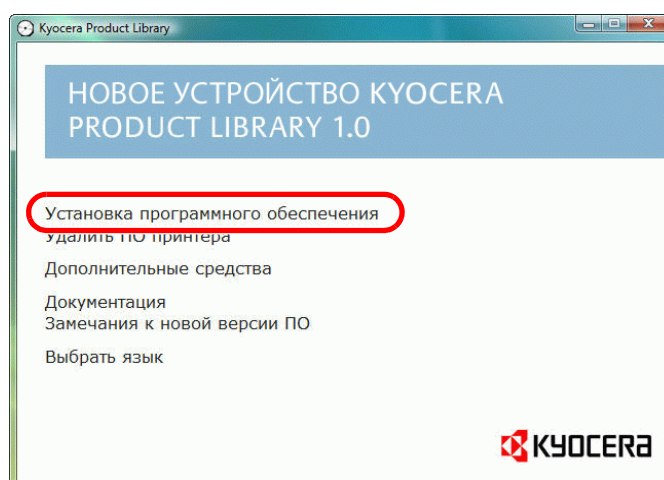 Kyocera Product Library
НОВОЕ УСТРОЙСТВО KYOCERA
PRODUCT LIBRARY 1.0
Установка программного обеспечения
Удалить ПО принтера
Дополнительные средства
Документация
Замечания к новой версии ПО
Выбрать язык
KYOCERA